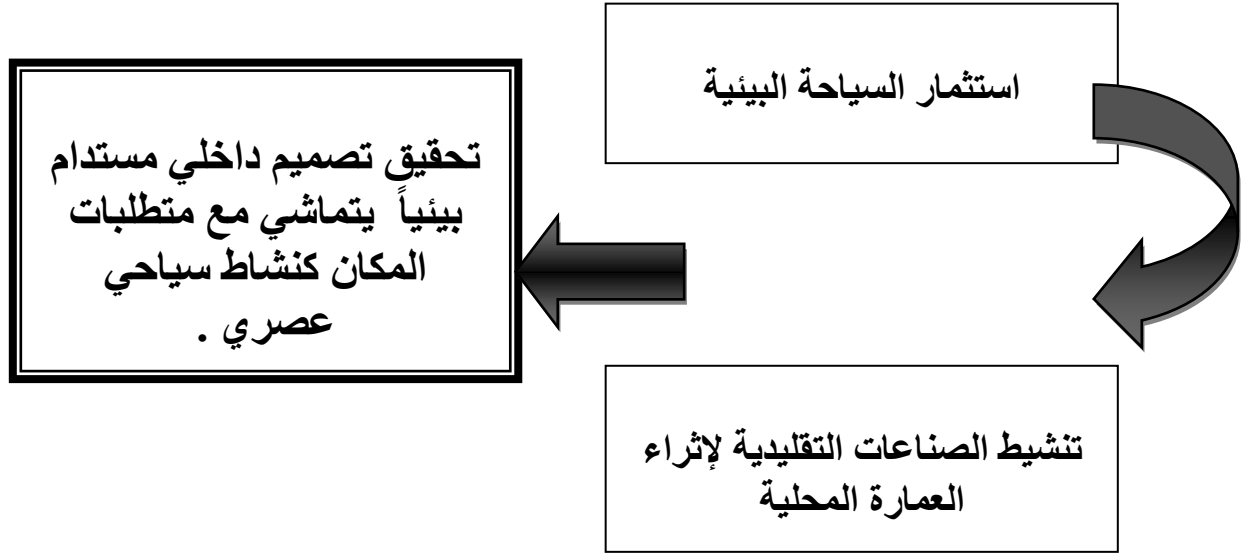 استثمار السياحة البيئية
تنشيط الصناعات التقليدية لإثراء
العمارة المحلية
تحقيق تصميم داخلي مستدام
بيئياً يتماشي مع متطلبات
المكان كنشاط سياحي
عصري .